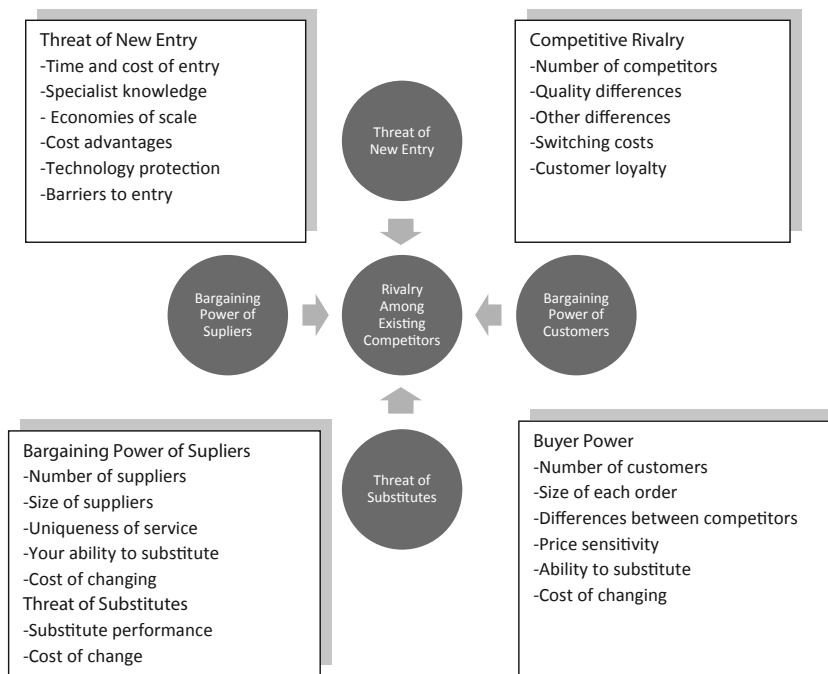 Threat of New Entry
-Time and cost of entry
-Specialist knowledge
- Economies of scale
-Cost advantages
-Technology protection
-Barriers to entry
Threat of
New Entry
Competitive Rivalry
-Number of competitors
-Quality differences
-Other differences
-Switching costs
-Customer loyalty
Bargaining
Power of
Supliers
Rivalry
Among
Existing
Competitors
Bargaining
Power of
Customers
Bargaining Power of Supliers
-Number of suppliers
-Size of suppliers
-Uniqueness of service
-Your ability to substitute
-Cost of changing
Threat of Substitutes
-Substitute performance
-Cost of change
Threat of
Substitutes
Buyer Power
-Number of customers
-Size of each order
-Differences between competitors
-Price sensitivity
-Ability to substitute
-Cost of changing